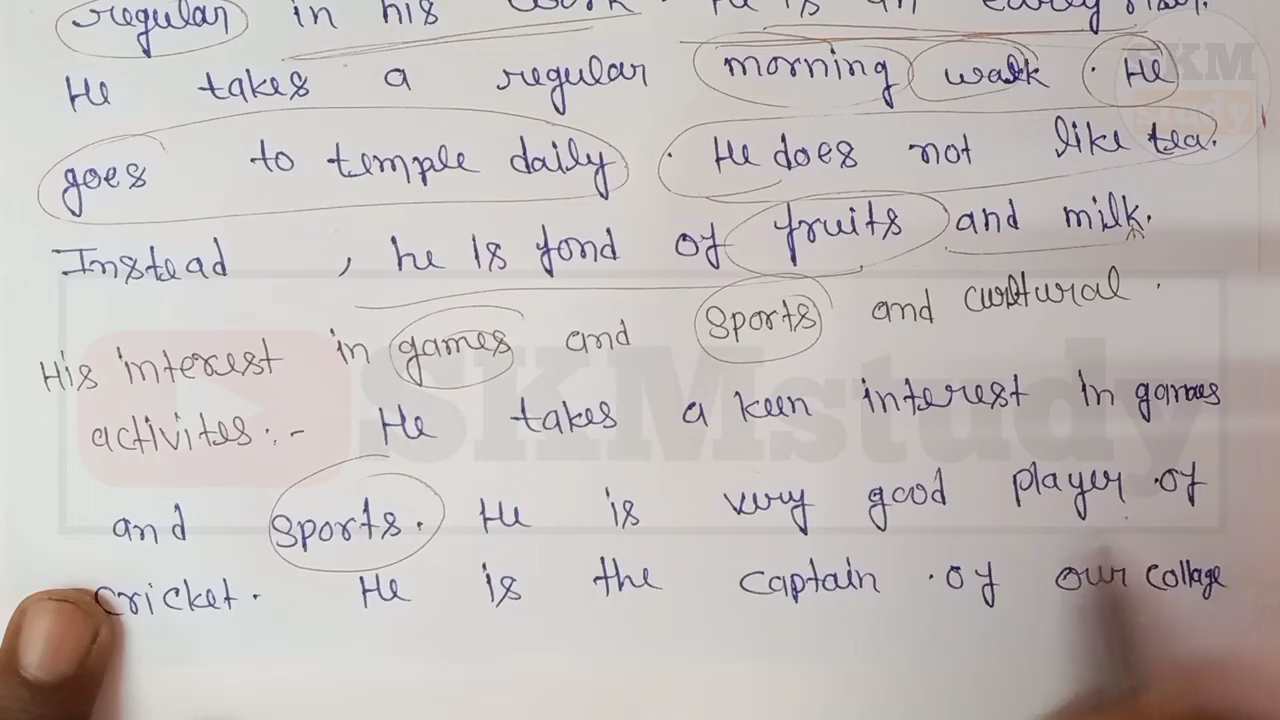 regular in his work. He is an early riser.
He takes a regular morning walk. He
goes to temple daily. He does not like tea.
Instead, he is fond of fruits and milk.
His interest in games and sports and cultural.
activites:- He takes a keen interest in games
and sports. He is very good player of
cricket. He is the captain of our collage
SKM study
SKMstudy